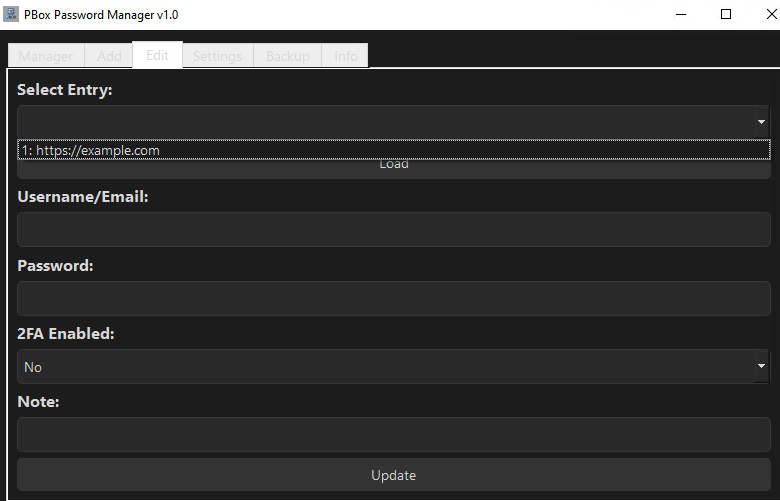 PBox Password Manager v1.0
Manager Add Edit Settings Backup Info
Select Entry:
1: https://example.com
Load
Username/Email:
Password:
2FA Enabled:
No
Note:
Update